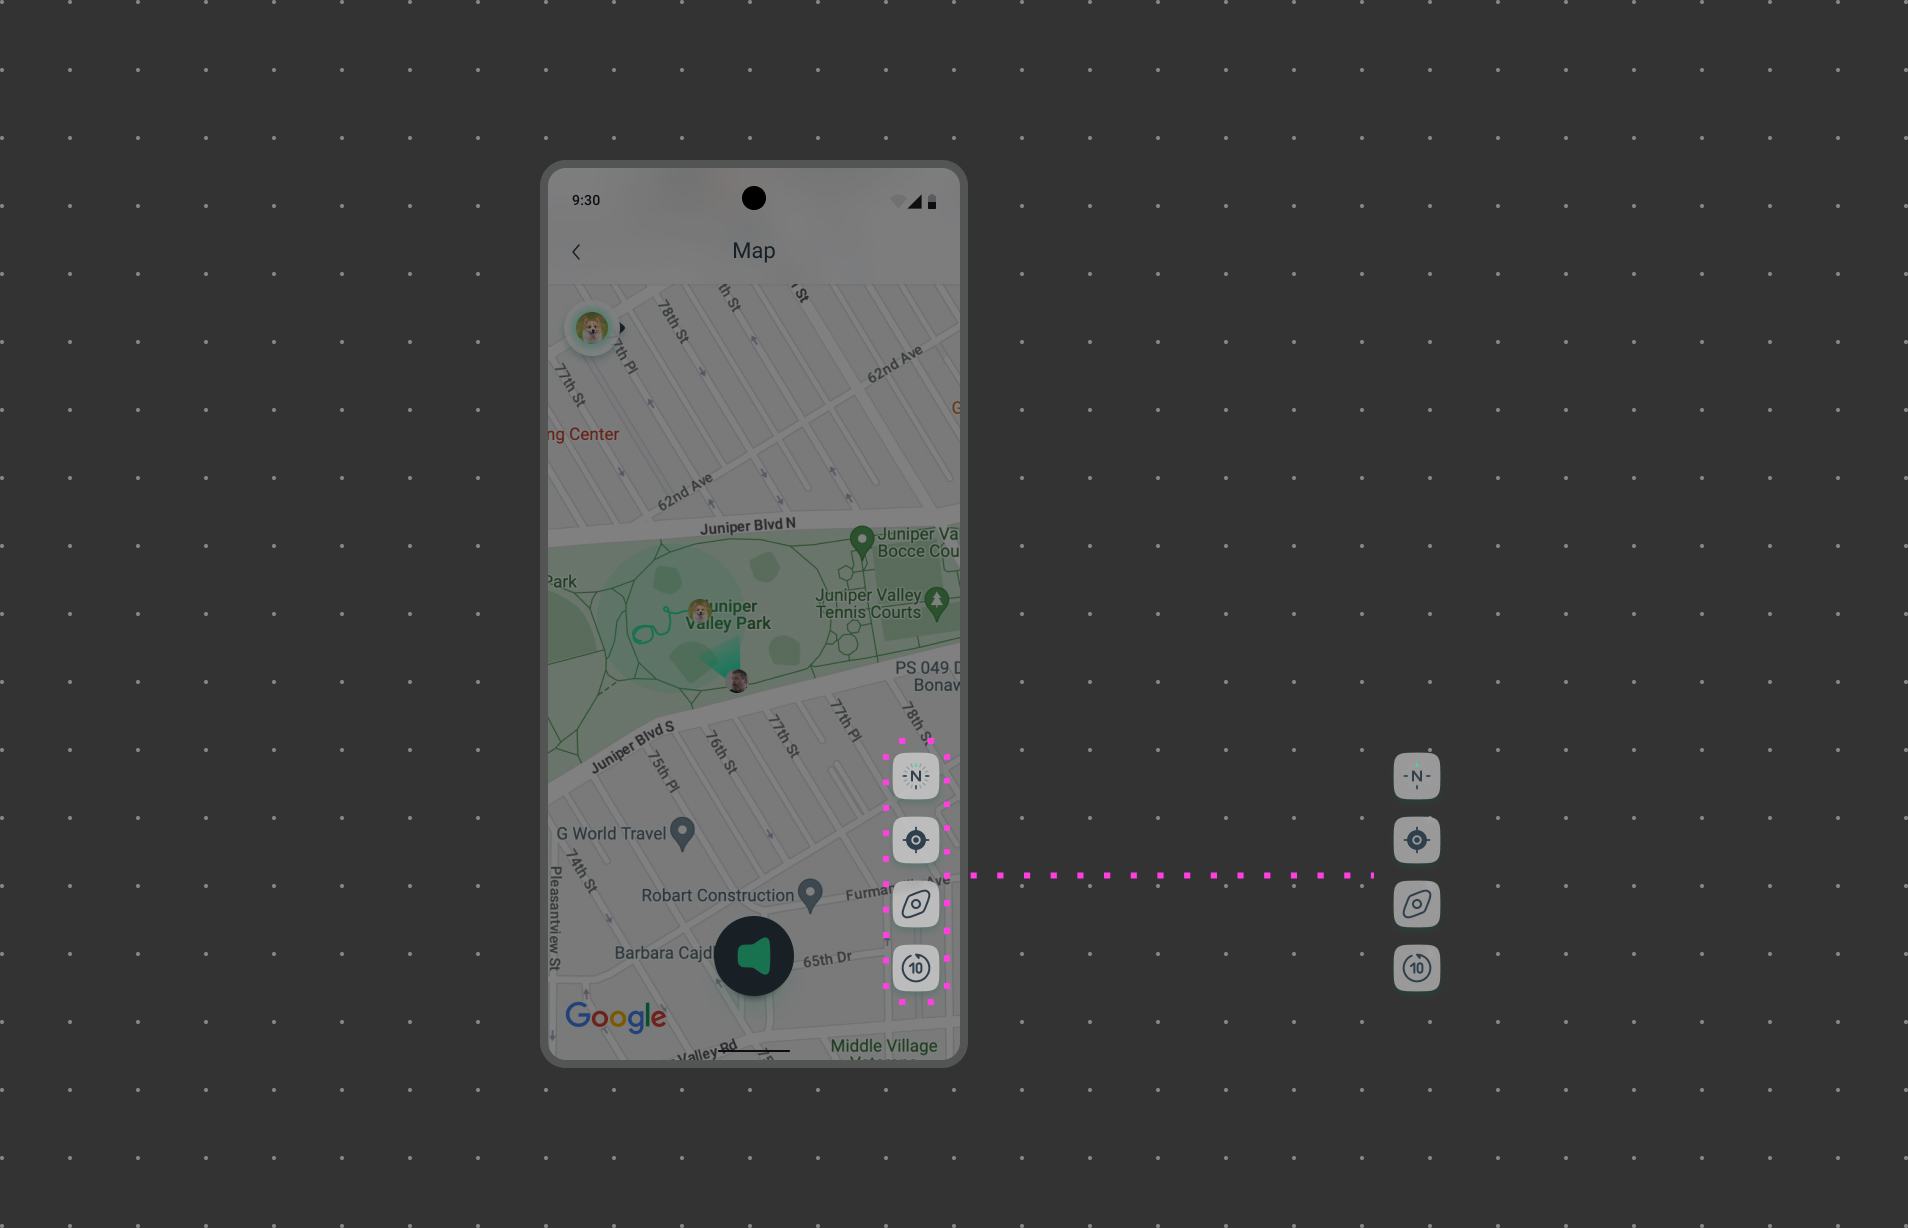 9:30
Map
th St
St
78th St
7th Pl
77th St
62nd Ave
G
ng Center
62nd Ave
Juniper Blvd N
Juniper Va
Bocce Cou
Park
Juniper Valley
Tennis Courts
Juniper
Valley Park
PS 049 D
Bonaw
Juniper Blvd S
75th Pl
76th St
77th St
77th Pl
78th S
N
N
G World Travel
74th St
Pleasantview St
Robart Construction
Furman
Ave
Barbara Cajd
65th Dr
10
10
Google
Valley Rd
Middle Village